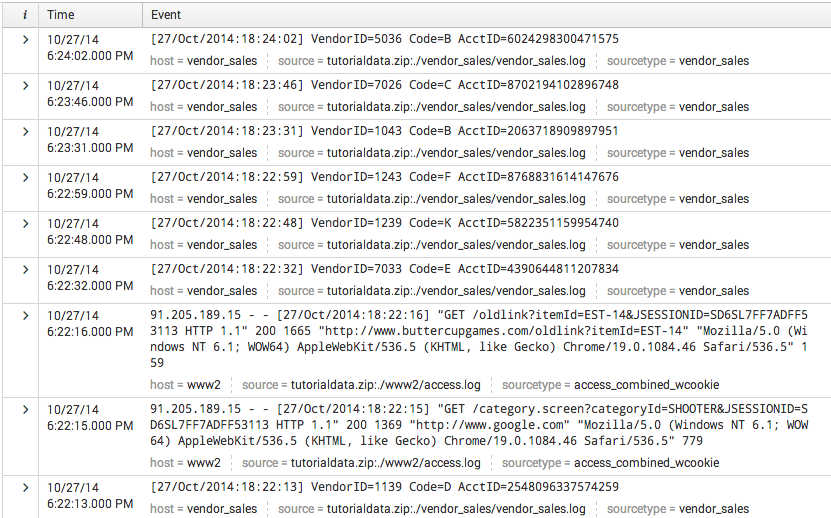 i Time Event
> 10/27/14 6:24:02.000 PM [27/Oct/2014:18:24:02] VendorID=5036 Code=B AcctID=6024298300471575
host = vendor_sales source = tutorialdata.zip:./vendor_sales/vendor_sales.log sourcetype = vendor_sales
> 10/27/14 6:23:46.000 PM [27/Oct/2014:18:23:46] VendorID=7026 Code=C AcctID=8702194102896748
host = vendor_sales source = tutorialdata.zip:./vendor_sales/vendor_sales.log sourcetype = vendor_sales
> 10/27/14 6:23:31.000 PM [27/Oct/2014:18:23:31] VendorID=1043 Code=B AcctID=2063718909897951
host = vendor_sales source = tutorialdata.zip:./vendor_sales/vendor_sales.log sourcetype = vendor_sales
> 10/27/14 6:22:59.000 PM [27/Oct/2014:18:22:59] VendorID=1243 Code=F AcctID=8768831614147676
host = vendor_sales source = tutorialdata.zip:./vendor_sales/vendor_sales.log sourcetype = vendor_sales
> 10/27/14 6:22:48.000 PM [27/Oct/2014:18:22:48] VendorID=1239 Code=K AcctID=5822351159954740
host = vendor_sales source = tutorialdata.zip:./vendor_sales/vendor_sales.log sourcetype = vendor_sales
> 10/27/14 6:22:32.000 PM [27/Oct/2014:18:22:32] VendorID=7033 Code=E AcctID=4390644811207834
host = vendor_sales source = tutorialdata.zip:./vendor_sales/vendor_sales.log sourcetype = vendor_sales
> 10/27/14 6:22:16.000 PM 91.205.189.15 - - [27/Oct/2014:18:22:16] "GET /oldlink?itemId=EST-14&JSESSIONID=SD6SL7FF7ADFF5
3113 HTTP 1.1" 200 1665 "http://www.buttercupgames.com/oldlink?itemId=EST-14" "Mozilla/5.0 (Wi
ndows NT 6.1; WOW64) AppleWebKit/536.5 (KHTML, like Gecko) Chrome/19.0.1084.46 Safari/536.5" 1
59
host = www2 source = tutorialdata.zip:./www2/access.log sourcetype = access_combined_wcookie
> 10/27/14 6:22:15.000 PM 91.205.189.15 - - [27/Oct/2014:18:22:15] "GET /category.screen?categoryId=SHOOTER&JSESSIONID=S
D6SL7FF7ADFF53113 HTTP 1.1" 200 1369 "http://www.google.com" "Mozilla/5.0 (Windows NT 6.1; WOW
64) AppleWebKit/536.5 (KHTML, like Gecko) Chrome/19.0.1084.46 Safari/536.5" 779
host = www2 source = tutorialdata.zip:./www2/access.log sourcetype = access_combined_wcookie
> 10/27/14 6:22:13.000 PM [27/Oct/2014:18:22:13] VendorID=1139 Code=D AcctID=2548096337574259
host = vendor_sales source = tutorialdata.zip:./vendor_sales/vendor_sales.log sourcetype = vendor_sales